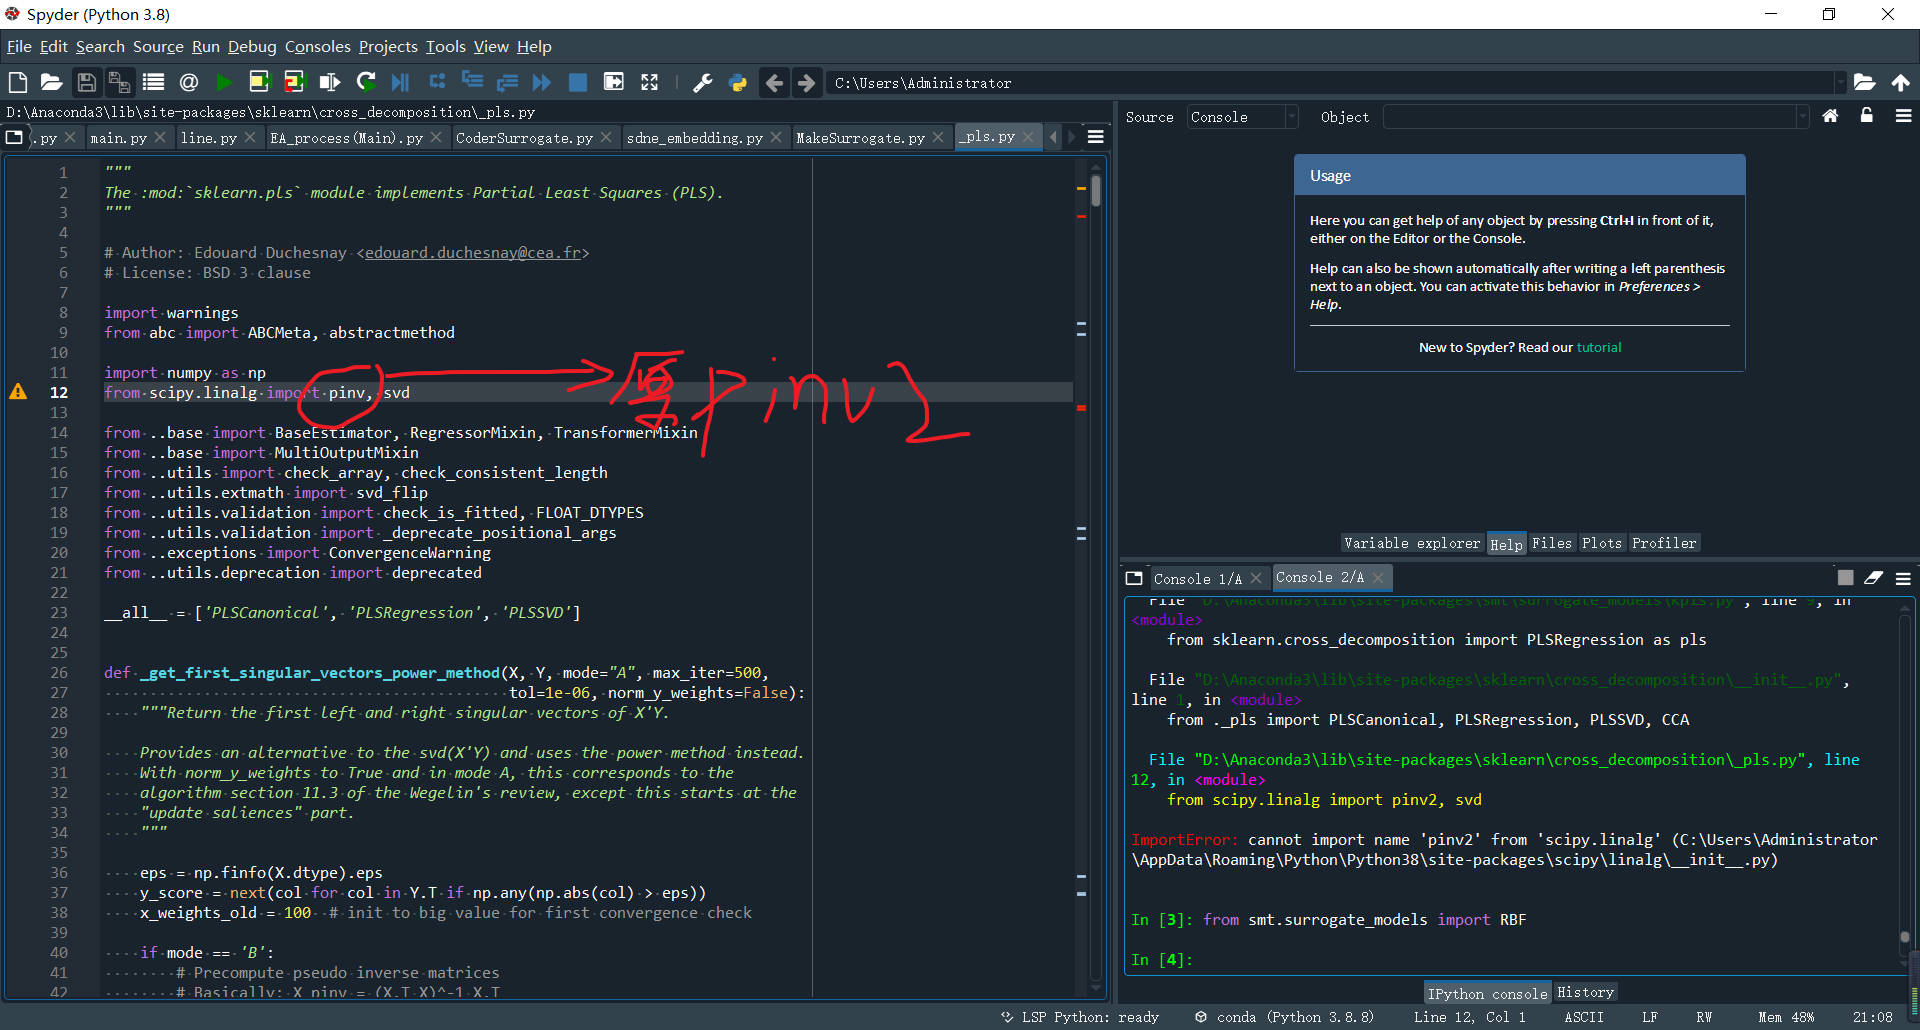 Spyder (Python 3.8)
File Edit Search Source Run Debug Consoles Projects Tools View Help
C:\Users\Administrator
D:\Anaconda3\lib\site-packages\sklearn\cross_decomposition\_pls.py
.py main.py line.py EA_process(Main).py CoderSurrogate.py sdne_embedding.py MakeSurrogate.py _pls.py
1 """
2 The :mod:`sklearn.pls` module implements Partial Least Squares (PLS).
3 """
4
5 # Author: Edouard Duchesnay <edouard.duchesnay@cea.fr>
6 # License: BSD 3 clause
7
8 import warnings
9 from abc import ABCMeta, abstractmethod
10
11 import numpy as np
12 from scipy.linalg import pinv, svd
pinv2
13
14 from ..base import BaseEstimator, RegressorMixin, TransformerMixin
15 from ..base import MultiOutputMixin
16 from ..utils import check_array, check_consistent_length
17 from ..utils.extmath import svd_flip
18 from ..utils.validation import check_is_fitted, FLOAT_DTYPES
19 from ..utils.validation import _deprecate_positional_args
20 from ..exceptions import ConvergenceWarning
21 from ..utils.deprecation import deprecated
22
23 __all__ = ['PLSCanonical', 'PLSRegression', 'PLSSVD']
24
25
26 def _get_first_singular_vectors_power_method(X, Y, mode="A", max_iter=500,
27 tol=1e-06, norm_y_weights=False):
28 """Return the first left and right singular vectors of X'Y.
29
30 Provides an alternative to the svd(X'Y) and uses the power method instead.
31 With norm_y_weights to True and in mode A, this corresponds to the
32 algorithm section 11.3 of the Wegelin's review, except this starts at the
33 "update saliences" part.
34 """
35
36 eps = np.finfo(X.dtype).eps
37 y_score = next(col for col in Y.T if np.any(np.abs(col) > eps))
38 x_weights_old = 100 # init to big value for first convergence check
39
40 if mode == 'B':
41 # Precompute pseudo inverse matrices
42 # Basically: X_pinv = (X.T X)^-1 X.T
Source Console Object
Usage
Here you can get help of any object by pressing Ctrl+I in front of it,
either on the Editor or the Console.
Help can also be shown automatically after writing a left parenthesis
next to an object. You can activate this behavior in Preferences >
Help.
New to Spyder? Read our tutorial
Variable explorer Help Files Plots Profiler
Console 1/A Console 2/A
File "D:\Anaconda3\lib\site-packages\smt\surrogate_models\kpls.py", line 9, in
<module>
from sklearn.cross_decomposition import PLSRegression as pls
File "D:\Anaconda3\lib\site-packages\sklearn\cross_decomposition\__init__.py",
line 1, in <module>
from ._pls import PLSCanonical, PLSRegression, PLSSVD, CCA
File "D:\Anaconda3\lib\site-packages\sklearn\cross_decomposition\_pls.py", line
12, in <module>
from scipy.linalg import pinv2, svd
ImportError: cannot import name 'pinv2' from 'scipy.linalg' (C:\Users\Administrator
\AppData\Roaming\Python\Python38\site-packages\scipy\linalg\__init__.py)
In [3]: from smt.surrogate_models import RBF
In [4]:
IPython console History
LSP Python: ready conda (Python 3.8.8) Line 12, Col 1 ASCII LF RW Mem 48% 21:08